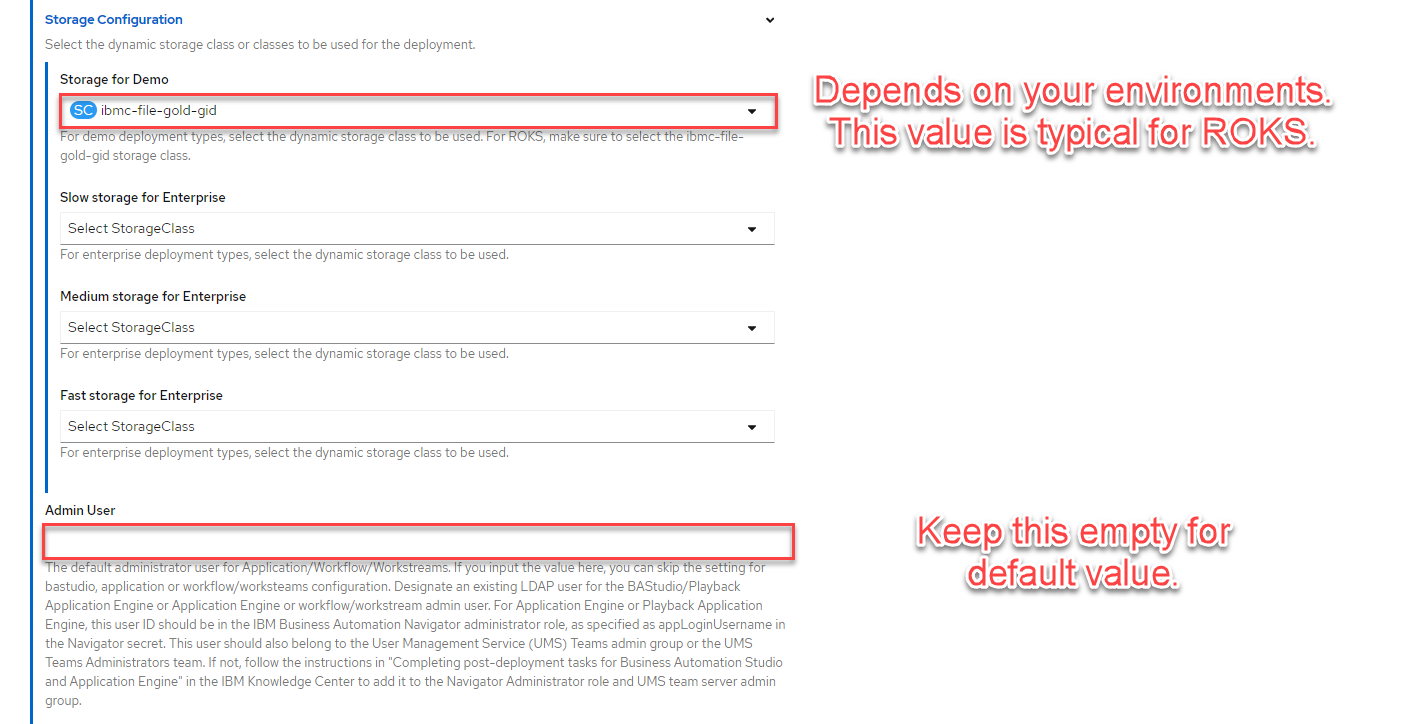 Storage Configuration
Select the dynamic storage class or classes to be used for the deployment.
Storage for Demo
SC ibmc-file-gold-gid
For demo deployment types, select the dynamic storage class to be used. For ROKS, make sure to select the ibmc-file-
gold-gid storage class.
Depends on your environments.
This value is typical for ROKS.
Slow storage for Enterprise
Select StorageClass
For enterprise deployment types, select the dynamic storage class to be used.
Medium storage for Enterprise
Select StorageClass
For enterprise deployment types, select the dynamic storage class to be used.
Fast storage for Enterprise
Select StorageClass
For enterprise deployment types, select the dynamic storage class to be used.
Admin User
Keep this empty for
default value.
The default administrator user for Application/Workflow/Workstreams. If you input the value here, you can skip the setting for
bastudio, application or workflow/worksteams configuration. Designate an existing LDAP user for the BAStudio/Playback
Application Engine or Application Engine or workflow/workstream admin user. For Application Engine or Playback Application
Engine, this user ID should be in the IBM Business Automation Navigator administrator role, as specified as appLoginUsername in
the Navigator secret. This user should also belong to the User Management Service (UMS) Teams admin group or the UMS
Teams Administrators team. If not, follow the instructions in "Completing post-deployment tasks for Business Automation Studio
and Application Engine" in the IBM Knowledge Center to add it to the Navigator Administrator role and UMS team server admin
group.